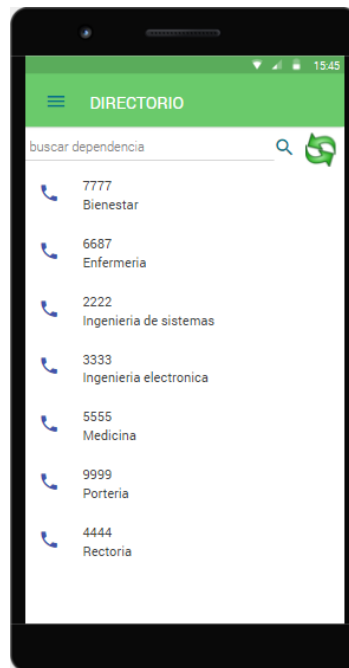 15:45
DIRECTORIO
buscar dependencia
7777
Bienestar
6687
Enfermeria
2222
Ingenieria de sistemas
3333
Ingenieria electronica
5555
Medicina
9999
Porteria
4444
Rectoria